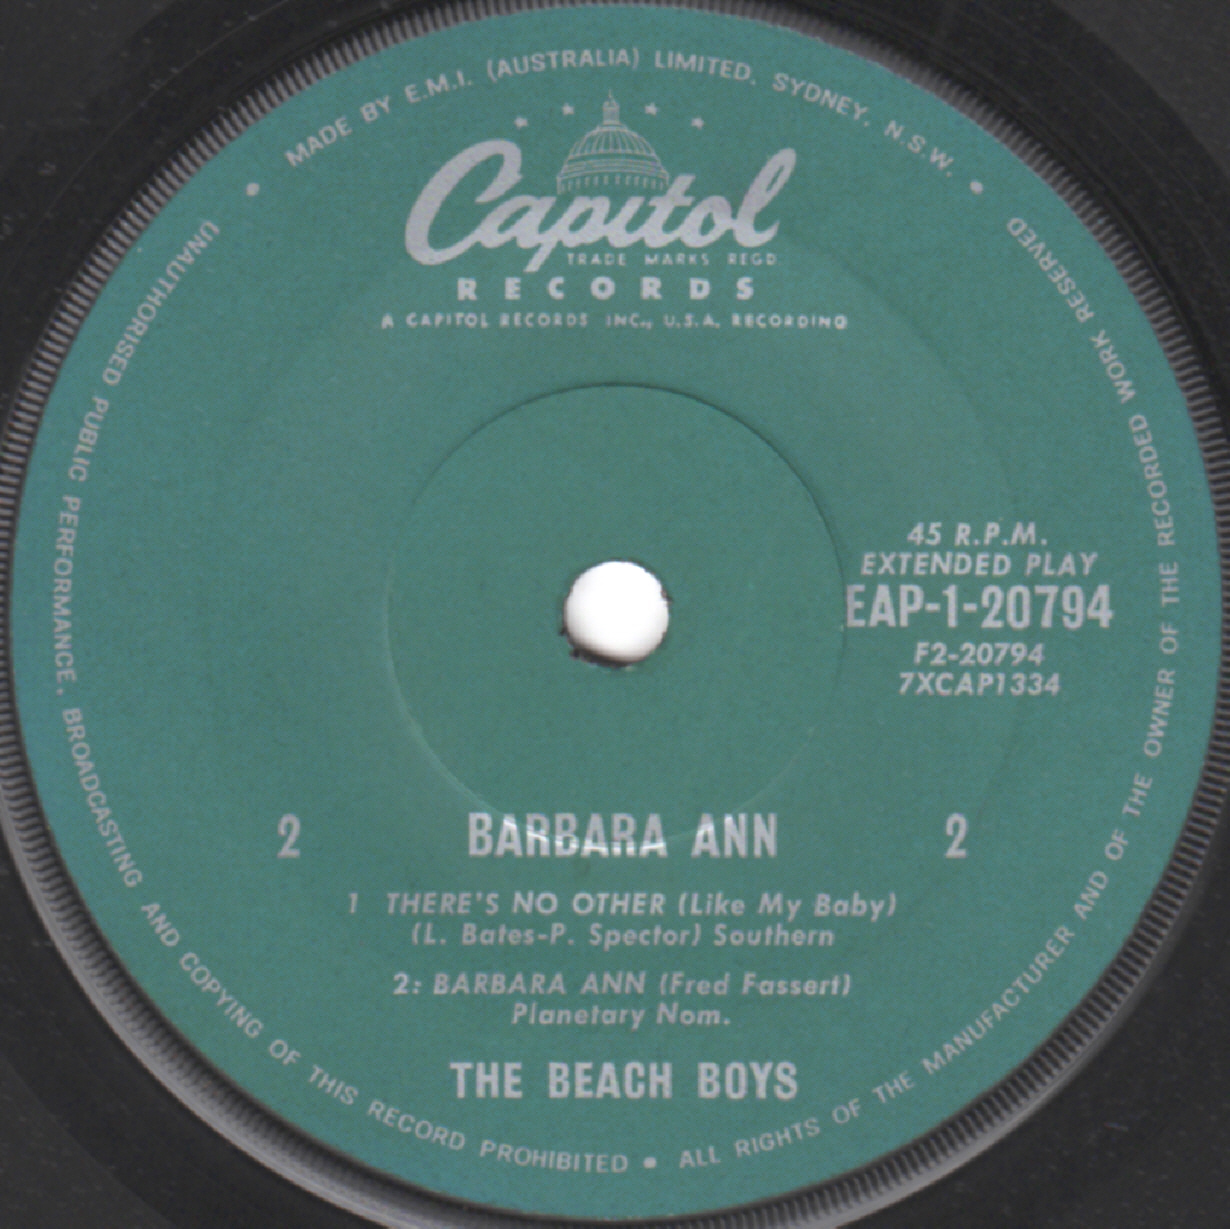 MADE BY E.M.I. (AUSTRALIA) LIMITED. SYDNEY, N.S.W.
Capitol
TRADE MARKS REGD
RECORDS
A CAPITOL RECORDS INC., U.S.A. RECORDING
45 R.P.M.
EXTENDED PLAY
EAP-1-20794
F2-20794
7XCAP1334
2 BARBARA ANN 2
1 THERE'S NO OTHER (Like My Baby)
(L. Bates-P. Spector) Southern
2: BARBARA ANN (Fred Fassert)
Planetary Nom.
THE BEACH BOYS
UNAUTHORISED PUBLIC PERFORMANCE, BROADCASTING AND COPYING OF THIS RECORD PROHIBITED • ALL RIGHTS OF THE MANUFACTURER AND OF THE OWNER OF THE RECORDED WORK RESERVED